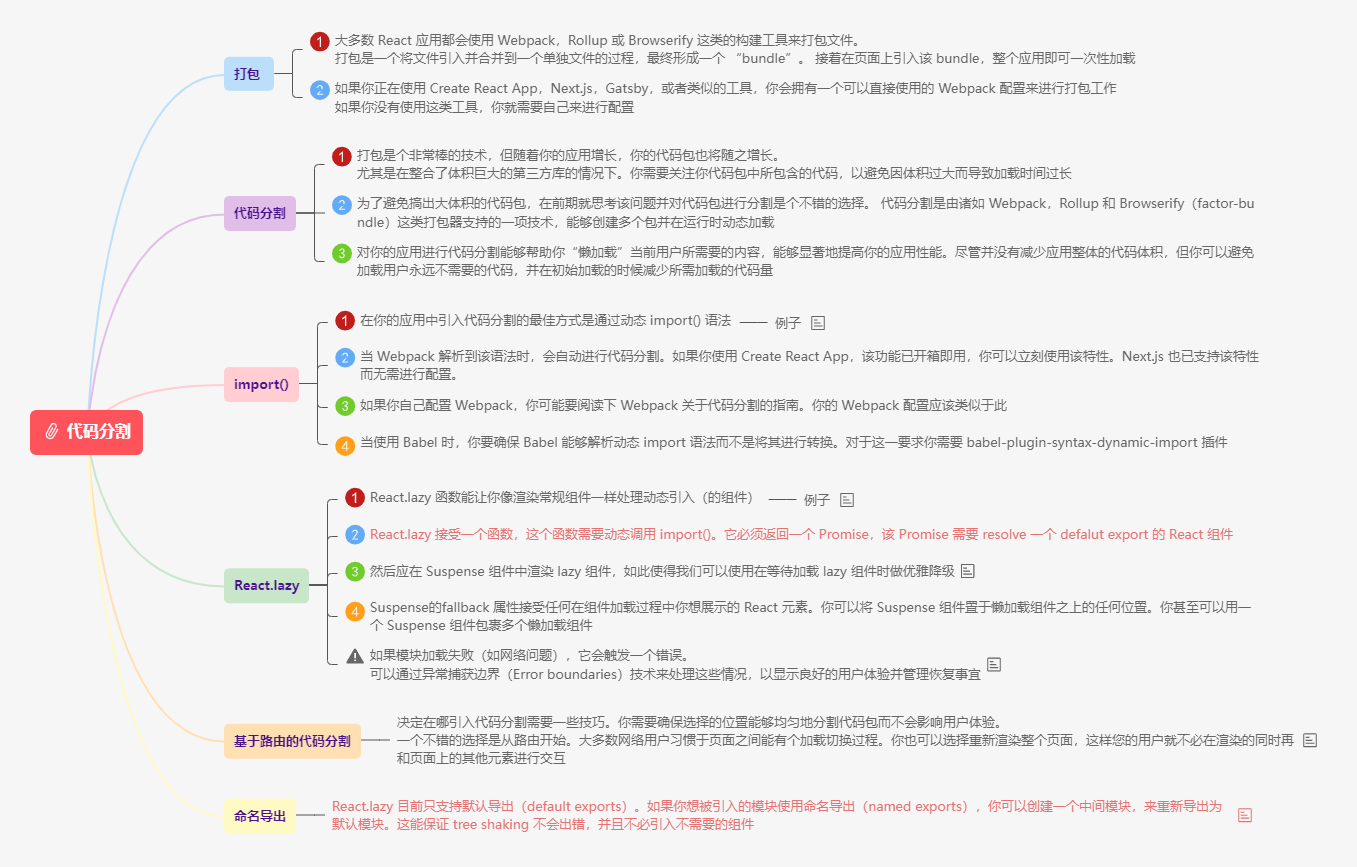 代码分割
打包
1 大多数 React 应用都会使用 Webpack，Rollup 或 Browserify 这类的构建工具来打包文件。
打包是一个将文件引入并合并到一个单独文件的过程，最终形成一个 “bundle”。 接着在页面上引入该 bundle，整个应用即可一次性加载
2 如果你正在使用 Create React App，Next.js，Gatsby，或者类似的工具，你会拥有一个可以直接使用的 Webpack 配置来进行打包工作
如果你没有使用这类工具，你就需要自己来进行配置
代码分割
1 打包是个非常棒的技术，但随着你的应用增长，你的代码包也将随之增长。
尤其是在整合了体积巨大的第三方库的情况下。你需要关注你代码包中所包含的代码，以避免因体积过大而导致加载时间过长
2 为了避免搞出大体积的代码包，在前期就思考该问题并对代码包进行分割是个不错的选择。 代码分割是由诸如 Webpack，Rollup 和 Browserify（factor-bu
ndle）这类打包器支持的一项技术，能够创建多个包并在运行时动态加载
3 对你的应用进行代码分割能够帮助你“懒加载”当前用户所需要的内容，能够显著地提高你的应用性能。尽管并没有减少应用整体的代码体积，但你可以避免
加载用户永远不需要的代码，并在初始加载的时候减少所需加载的代码量
import()
1 在你的应用中引入代码分割的最佳方式是通过动态 import() 语法 例子
2 当 Webpack 解析到该语法时，会自动进行代码分割。如果你使用 Create React App，该功能已开箱即用，你可以立刻使用该特性。Next.js 也已支持该特性
而无需进行配置。
3 如果你自己配置 Webpack，你可能要阅读下 Webpack 关于代码分割的指南。你的 Webpack 配置应该类似于此
4 当使用 Babel 时，你要确保 Babel 能够解析动态 import 语法而不是将其进行转换。对于这一要求你需要 babel-plugin-syntax-dynamic-import 插件
React.lazy
1 React.lazy 函数能让你像渲染常规组件一样处理动态引入（的组件） 例子
2 React.lazy 接受一个函数，这个函数需要动态调用 import()。它必须返回一个 Promise，该 Promise 需要 resolve 一个 defalut export 的 React 组件
3 然后应在 Suspense 组件中渲染 lazy 组件，如此使得我们可以使用在等待加载 lazy 组件时做优雅降级
4 Suspense的fallback 属性接受任何在组件加载过程中你想展示的 React 元素。你可以将 Suspense 组件置于懒加载组件之上的任何位置。你甚至可以用一
个 Suspense 组件包裹多个懒加载组件
如果模块加载失败（如网络问题），它会触发一个错误。
可以通过异常捕获边界（Error boundaries）技术来处理这些情况，以显示良好的用户体验并管理恢复事宜
基于路由的代码分割
决定在哪引入代码分割需要一些技巧。你需要确保选择的位置能够均匀地分割代码包而不会影响用户体验。
一个不错的选择是从路由开始。大多数网络用户习惯于页面之间能有个加载切换过程。你也可以选择重新渲染整个页面，这样您的用户就不必在渲染的同时再
和页面上的其他元素进行交互
命名导出
React.lazy 目前只支持默认导出（default exports）。如果你想被引入的模块使用命名导出（named exports），你可以创建一个中间模块，来重新导出为
默认模块。这能保证 tree shaking 不会出错，并且不必引入不需要的组件